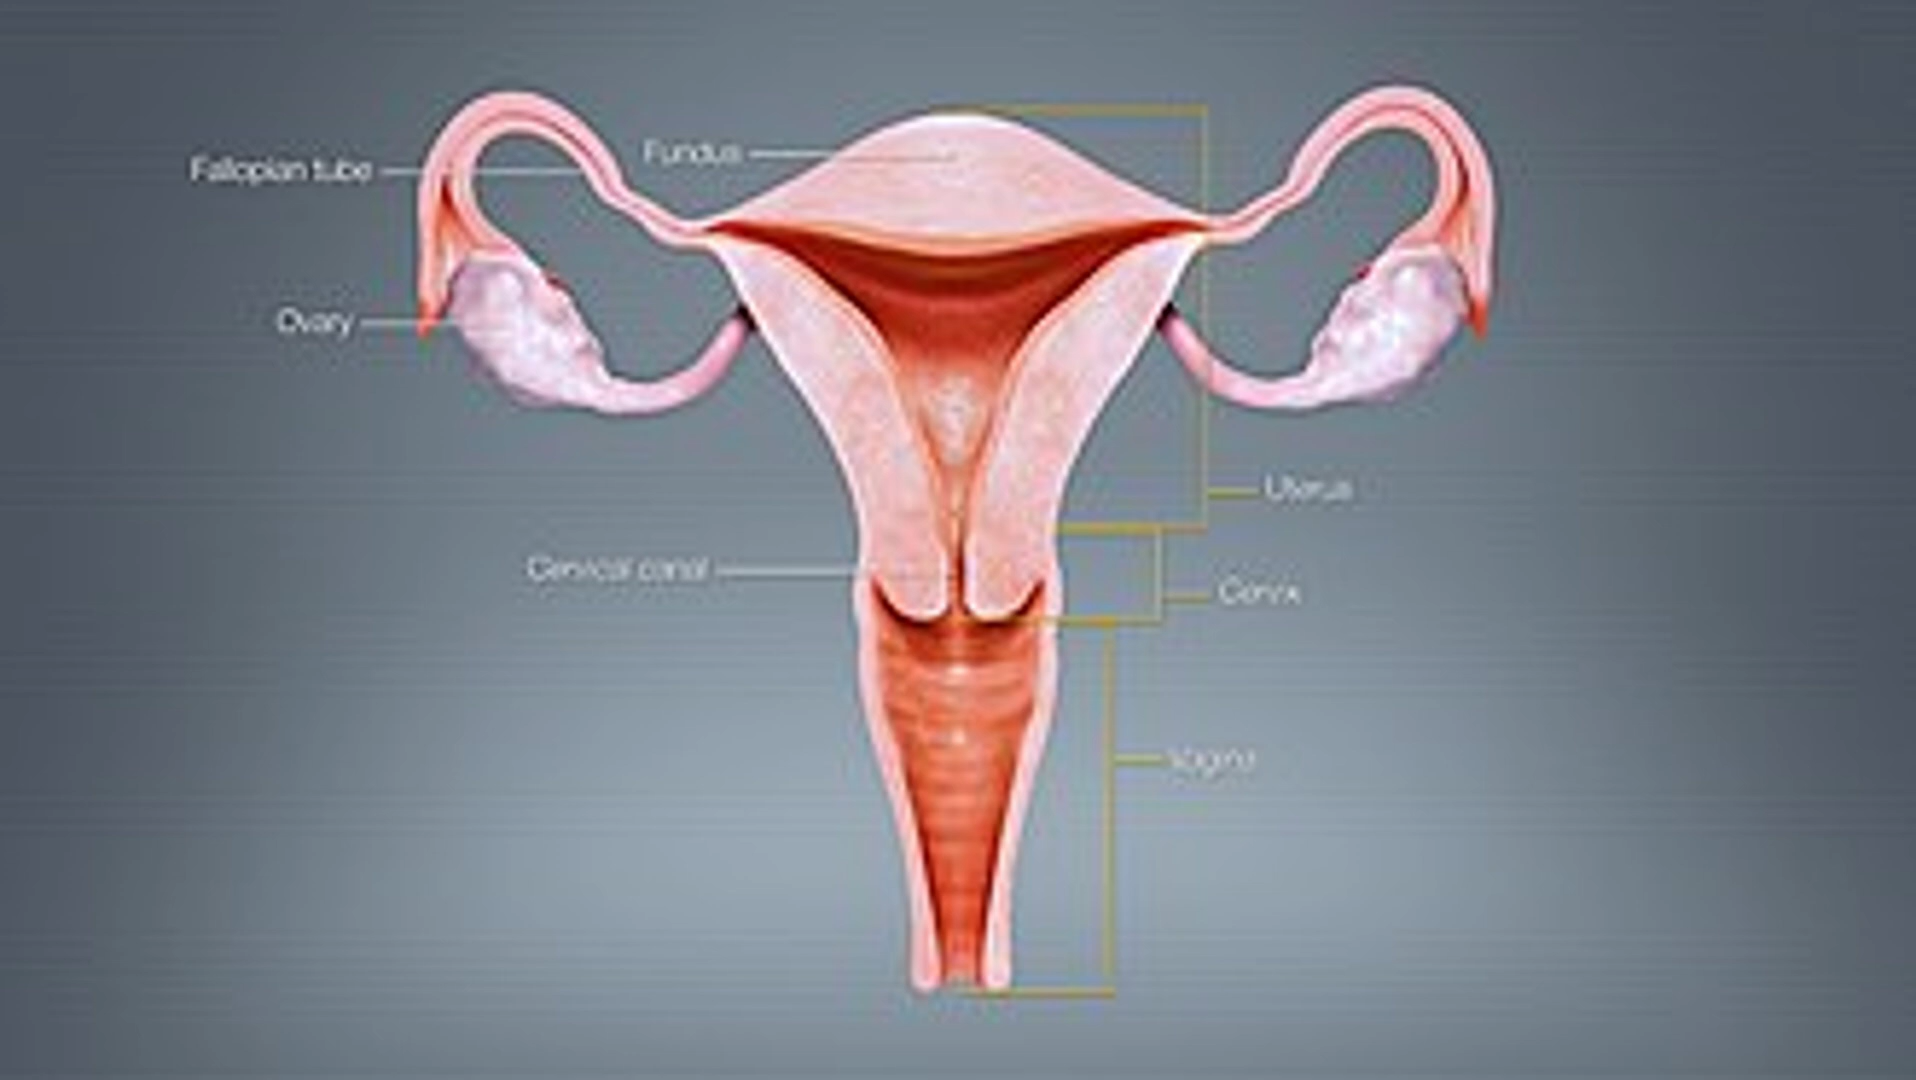 Fundus
Fallopian tube
Ovary
Uterus
Cervical canal
Cervix
Vagina